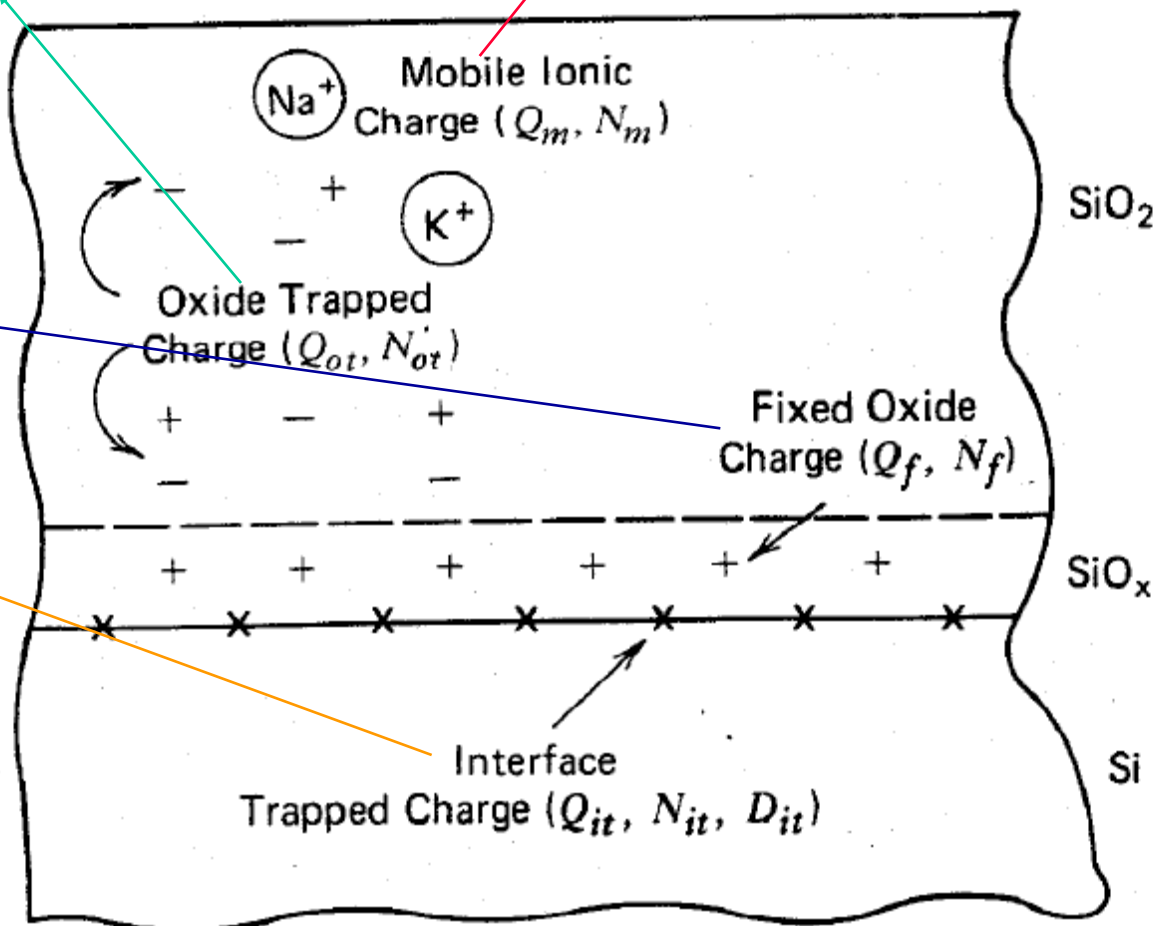 Na⁺
Mobile Ionic
Charge (Qm, Nm)
− +
K⁺
−
SiO₂
Oxide Trapped
Charge (Qot, Not)
+ − +
− −
Fixed Oxide
Charge (Qf, Nf)
+ + + + + +
SiOₓ
X X X X X X X
Interface
Trapped Charge (Qit, Nit, Dit)
Si